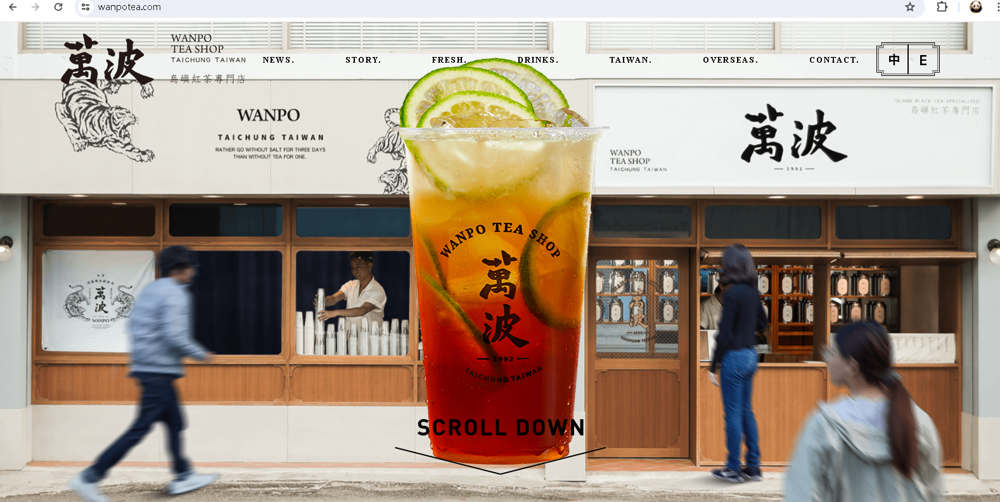 wanpotea.com
萬波
WANPO
TEA SHOP
TAICHUNG TAIWAN
島嶼紅茶專門店
NEWS.
STORY.
FRESH.
DRINKS.
TAIWAN.
OVERSEAS.
CONTACT.
中 E
WANPO
TAICHUNG TAIWAN
RATHER GO WITHOUT SALT FOR THREE DAYS
THAN WITHOUT TEA FOR ONE.
ISLAND BLACK TEA SPECIALIZED
島嶼紅茶專門店
萬波
1992
WANPO
TEA SHOP
TAICHUNG TAIWAN
WANPO TEA SHOP
萬
波
1992
TAICHUNG TAIWAN
萬
波
WANPO
萬
波
TAICHUNG
SCROLL DOWN